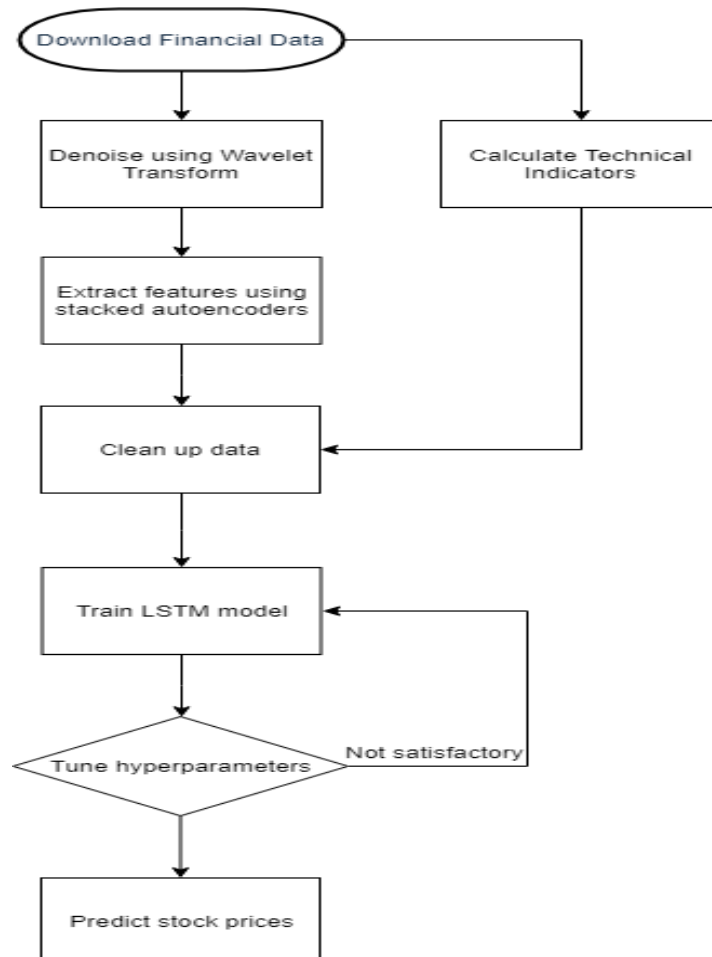 Download Financial Data
Denoise using Wavelet
Transform
Calculate Technical
Indicators
Extract features using
stacked autoencoders
Clean up data
Train LSTM model
Tune hyperparameters
Not satisfactory
Predict stock prices